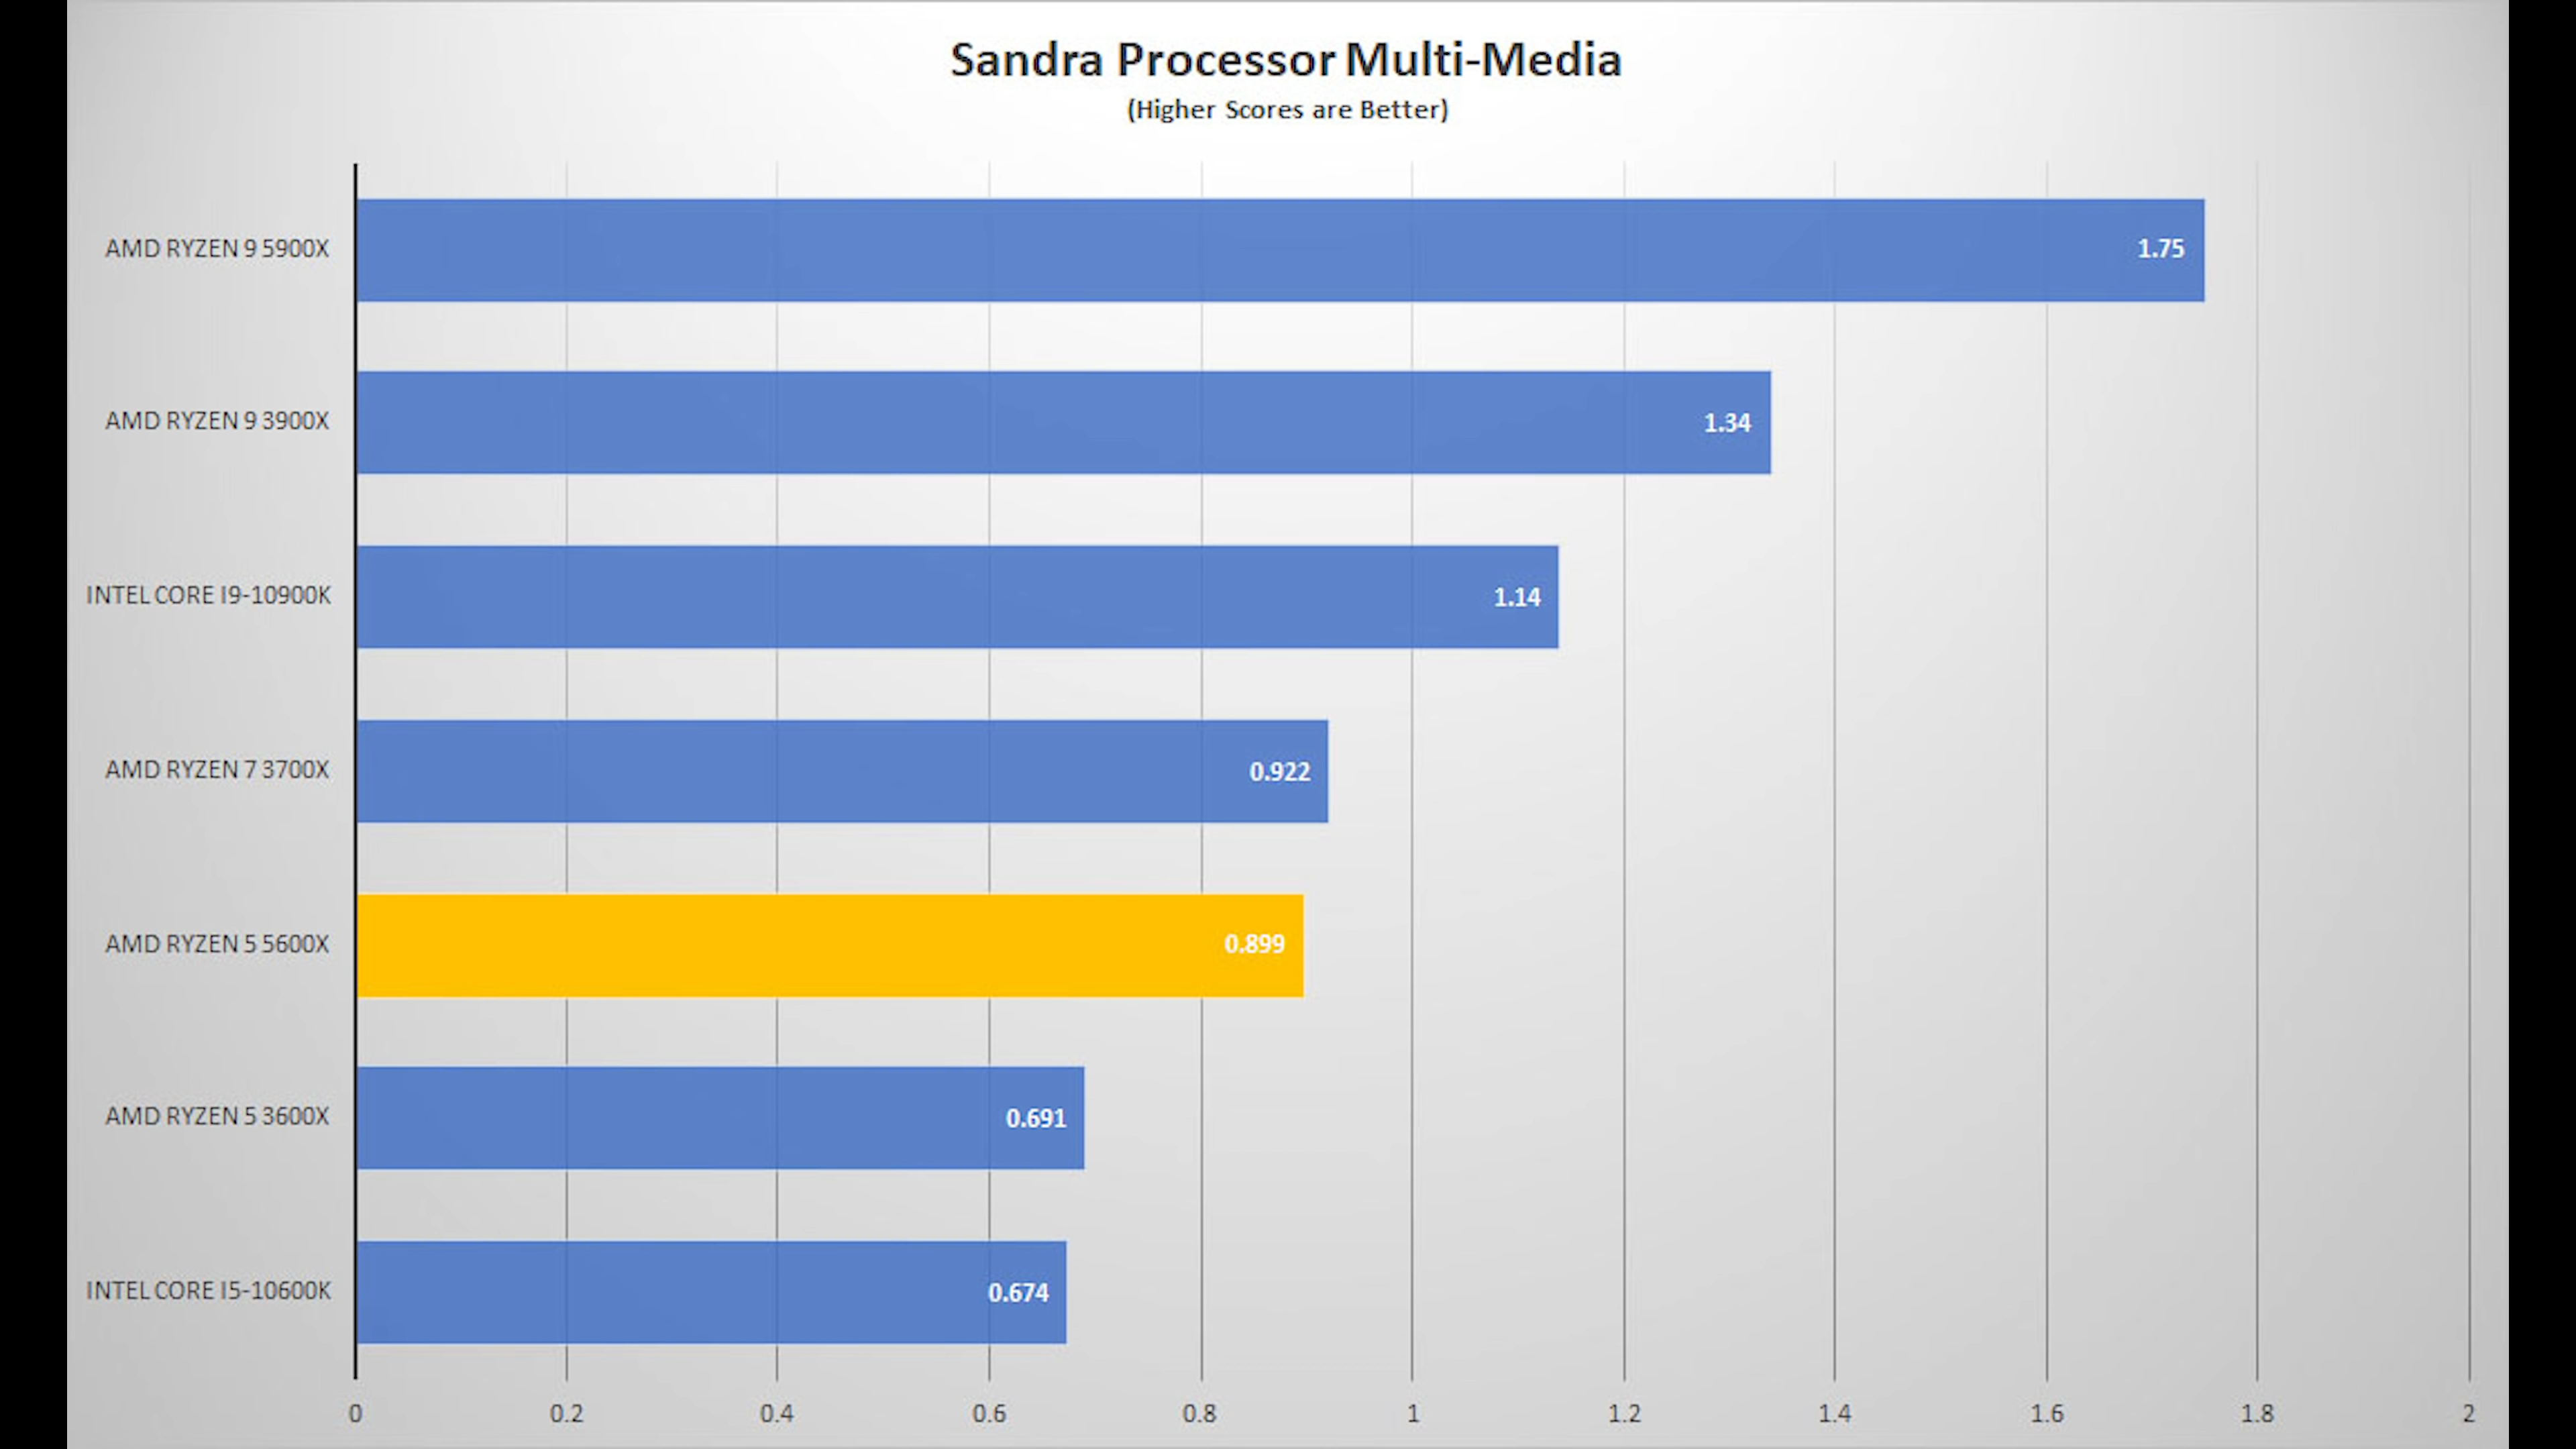 Sandra Processor Multi-Media
(Higher Scores are Better)
AMD RYZEN 9 5900X 1.75
AMD RYZEN 9 3900X 1.34
INTEL CORE I9-10900K 1.14
AMD RYZEN 7 3700X 0.922
AMD RYZEN 5 5600X 0.899
AMD RYZEN 5 3600X 0.691
INTEL CORE I5-10600K 0.674
0 0.2 0.4 0.6 0.8 1 1.2 1.4 1.6 1.8 2